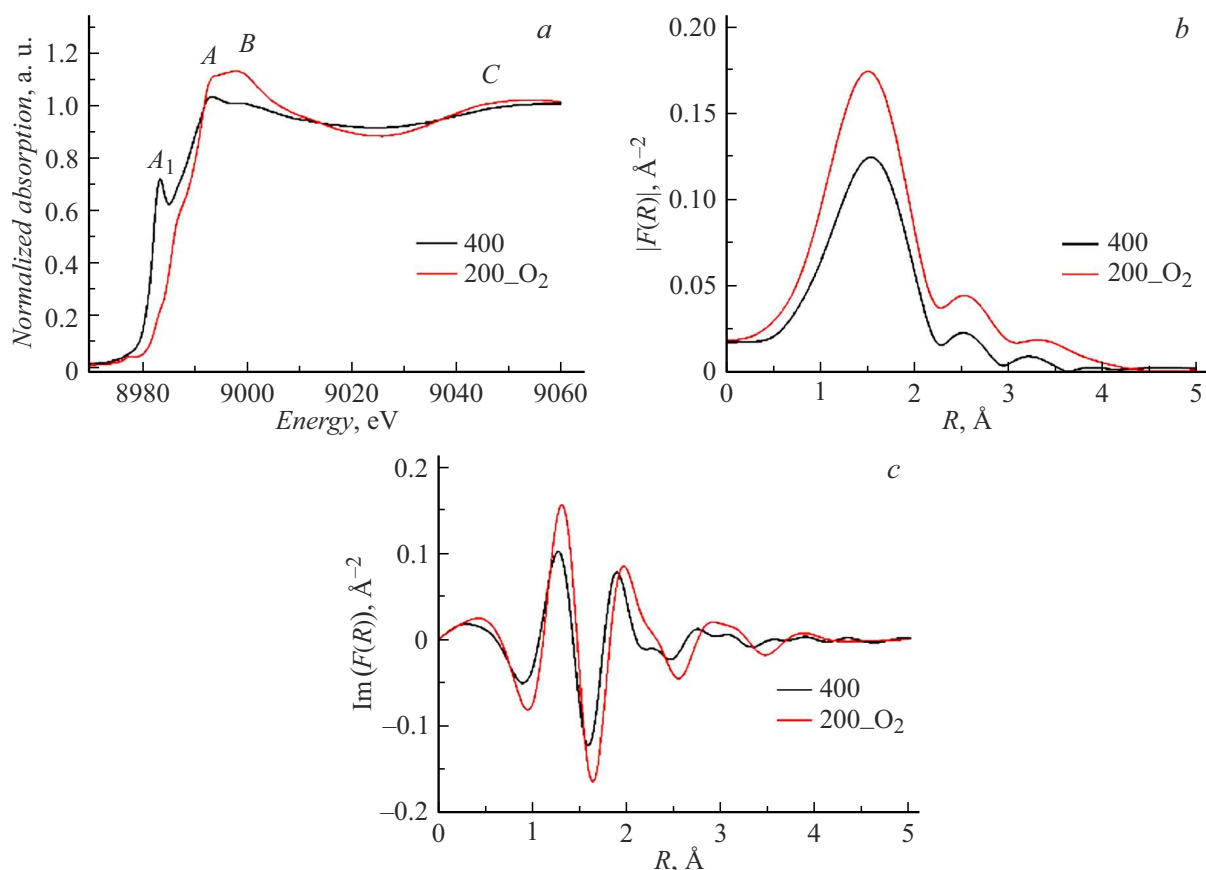 a
A
B
C
A1
Normalized absorption, a. u.
1.2
1.0
0.8
0.6
0.4
0.2
0
400
200_O2
8980
9000
9020
9040
9060
Energy, eV
b
|F(R)|, Å−2
0.20
0.15
0.10
0.05
0
400
200_O2
0
1
2
3
4
5
R, Å
c
Im (F(R)), Å−2
0.2
0.1
0
−0.1
−0.2
400
200_O2
0
1
2
3
4
5
R, Å